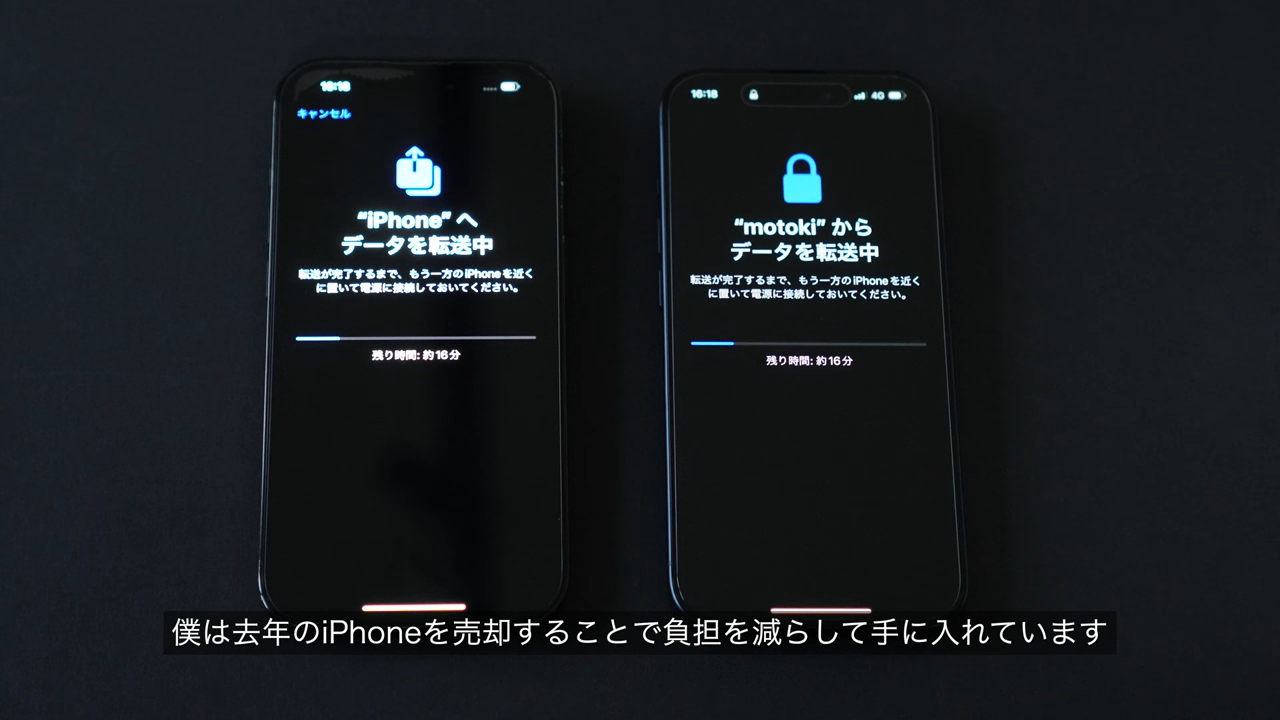 16:18
キャンセル
“iPhone” へ
データを転送中
転送が完了するまで、もう一方のiPhoneを近く
に置いて電源に接続しておいてください。
残り時間: 約16分
16:18
4G
“motoki” から
データを転送中
転送が完了するまで、もう一方のiPhoneを近く
に置いて電源に接続しておいてください。
残り時間: 約16分
僕は去年のiPhoneを売却することで負担を減らして手に入れています